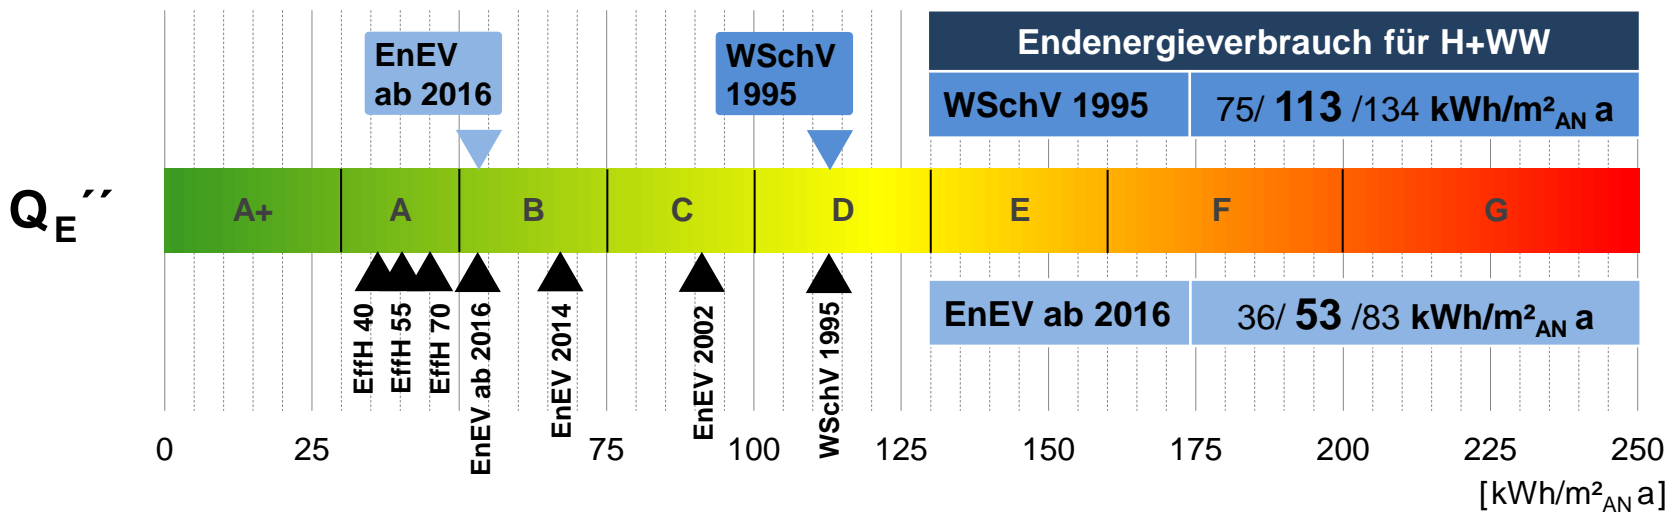 EnEV
ab 2016
WSchV
1995
Endenergieverbrauch für H+WW
WSchV 1995 75/ 113 /134 kWh/m²AN a
QE´´
A+ A B C D E F G
EffH 40
EffH 55
EffH 70
EnEV ab 2016
EnEV 2014
EnEV 2002
WSchV 1995
EnEV ab 2016 36/ 53 /83 kWh/m²AN a
0 25 75 100 125 150 175 200 225 250
[kWh/m²AN a]